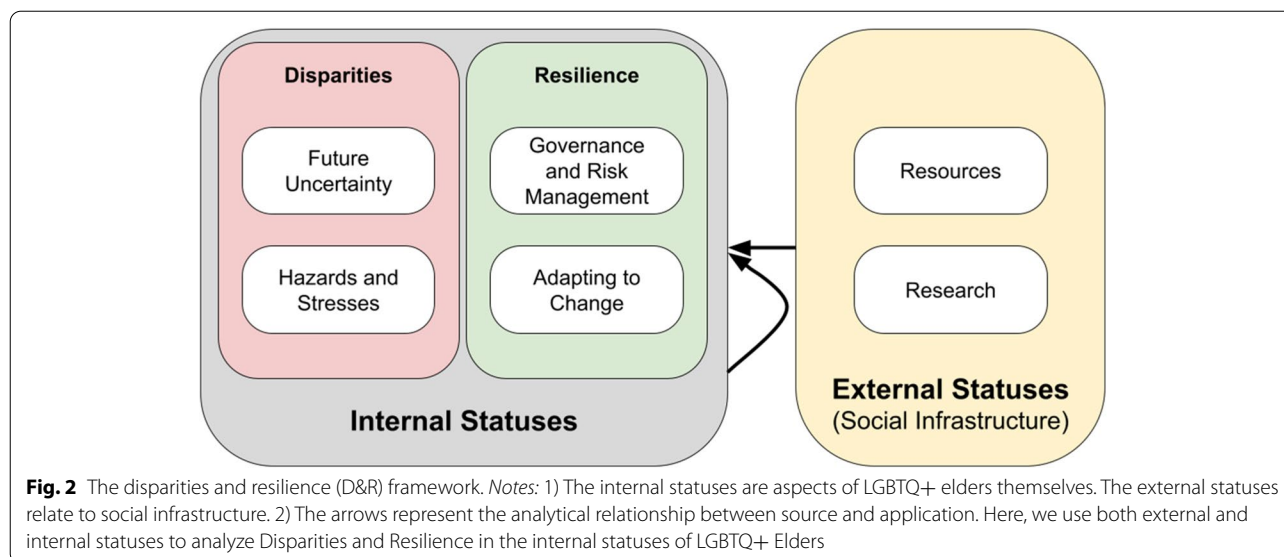 Disparities
Future
Uncertainty
Hazards and
Stresses
Resilience
Governance
and Risk
Management
Adapting to
Change
Internal Statuses
Resources
Research
External Statuses
(Social Infrastructure)
Fig. 2 The disparities and resilience (D&R) framework. Notes: 1) The internal statuses are aspects of LGBTQ+ elders themselves. The external statuses
relate to social infrastructure. 2) The arrows represent the analytical relationship between source and application. Here, we use both external and
internal statuses to analyze Disparities and Resilience in the internal statuses of LGBTQ+ Elders